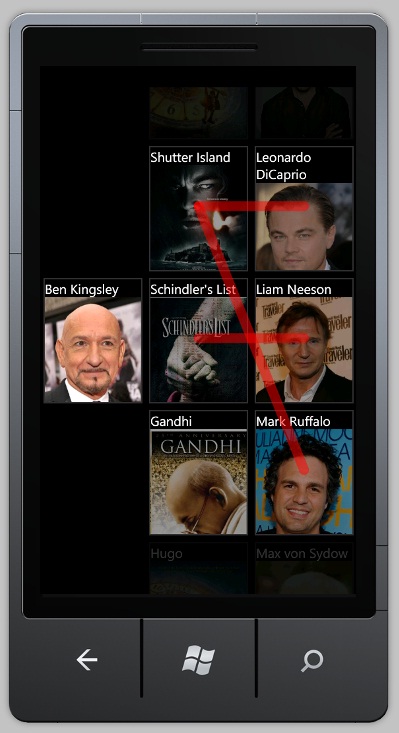 Shutter Island
Leonardo
DiCaprio
Ben Kingsley
Schindler's List
Liam Neeson
SCHINDLER'S LIST
Traveler
Gandhi
Mark Ruffalo
GANDHI
Hugo
Max von Sydow